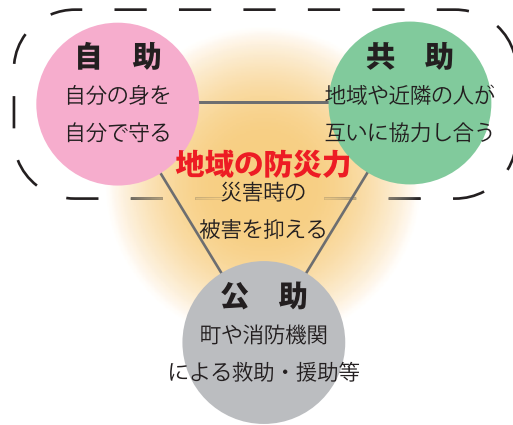 自　助
自分の身を
自分で守る
共　助
地域や近隣の人が
互いに協力し合う
地域の防災力
災害時の
被害を抑える
公　助
町や消防機関
による救助・援助等